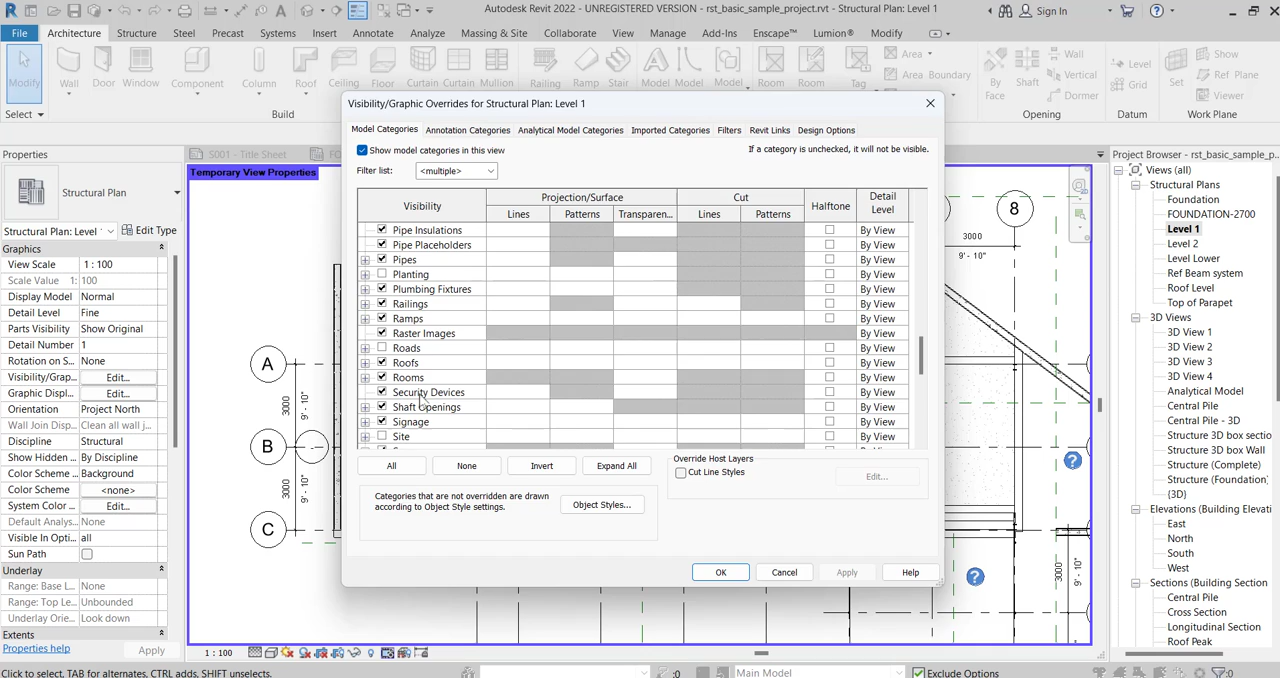 Autodesk Revit 2022 - UNREGISTERED VERSION - rst_basic_sample_project.rvt - Structural Plan: Level 1
Sign In
File Architecture Structure Steel Precast Systems Insert Annotate Analyze Massing & Site Collaborate View Manage Add-Ins Enscape™ Lumion® Modify
Modify Wall Door Window Component Column Roof Ceiling Floor Curtain Curtain Mullion Railing Ramp Stair Model Model Model Room Room Tag Area Area Boundary By Face Shaft Wall Vertical Dormer Level Grid Set Show Ref Plane Viewer
Select Build Opening Datum Work Plane
Properties
S001 - Title Sheet
Project Browser - rst_basic_sample_p...
Temporary View Properties
Structural Plan
Structural Plan: Level
Edit Type
Graphics
View Scale 1 : 100
Scale Value 1: 100
Display Model Normal
Detail Level Fine
Parts Visibility Show Original
Detail Number 1
Rotation on S... None
Visibility/Grap... Edit...
Graphic Displ... Edit...
Orientation Project North
Wall Join Disp... Clean all wall j...
Discipline Structural
Show Hidden ... By Discipline
Color Scheme ... Background
Color Scheme <none>
System Color ... Edit...
Default Analys... None
Visible In Opti... all
Sun Path
Underlay
Range: Base L... None
Range: Top Le... Unbounded
Underlay Orie... Look down
Extents
Properties help
Apply
Visibility/Graphic Overrides for Structural Plan: Level 1
Model Categories Annotation Categories Analytical Model Categories Imported Categories Filters Revit Links Design Options
Show model categories in this view
If a category is unchecked, it will not be visible.
Filter list: <multiple>
Visibility Projection/Surface Cut Halftone Detail Level
Lines Patterns Transparen... Lines Patterns
Pipe Insulations By View
Pipe Placeholders By View
Pipes By View
Planting By View
Plumbing Fixtures By View
Railings By View
Ramps By View
Raster Images By View
Roads By View
Roofs By View
Rooms By View
Security Devices By View
Shaft Openings By View
Signage By View
Site By View
All None Invert Expand All
Override Host Layers
Cut Line Styles
Edit...
Categories that are not overridden are drawn
according to Object Style settings.
Object Styles...
OK Cancel Apply Help
A
B
C
8
3000
9' - 10"
3000
9' - 10"
3000
9' - 10"
3000
9' - 10"
Views (all)
Structural Plans
Foundation
FOUNDATION-2700
Level 1
Level 2
Level Lower
Ref Beam system
Roof Level
Top of Parapet
3D Views
3D View 1
3D View 2
3D View 3
3D View 4
Analytical Model
Central Pile
Central Pile - 3D
Structure 3D box sectio
Structure 3D box Wall
Structure (Complete)
Structure (Foundation)
{3D}
Elevations (Building Elevati
East
North
South
West
Sections (Building Section
Central Pile
Cross Section
Longitudinal Section
Roof Peak
1 : 100
Click to select, TAB for alternates, CTRL adds, SHIFT unselects.
:0
Main Model
Exclude Options
:0